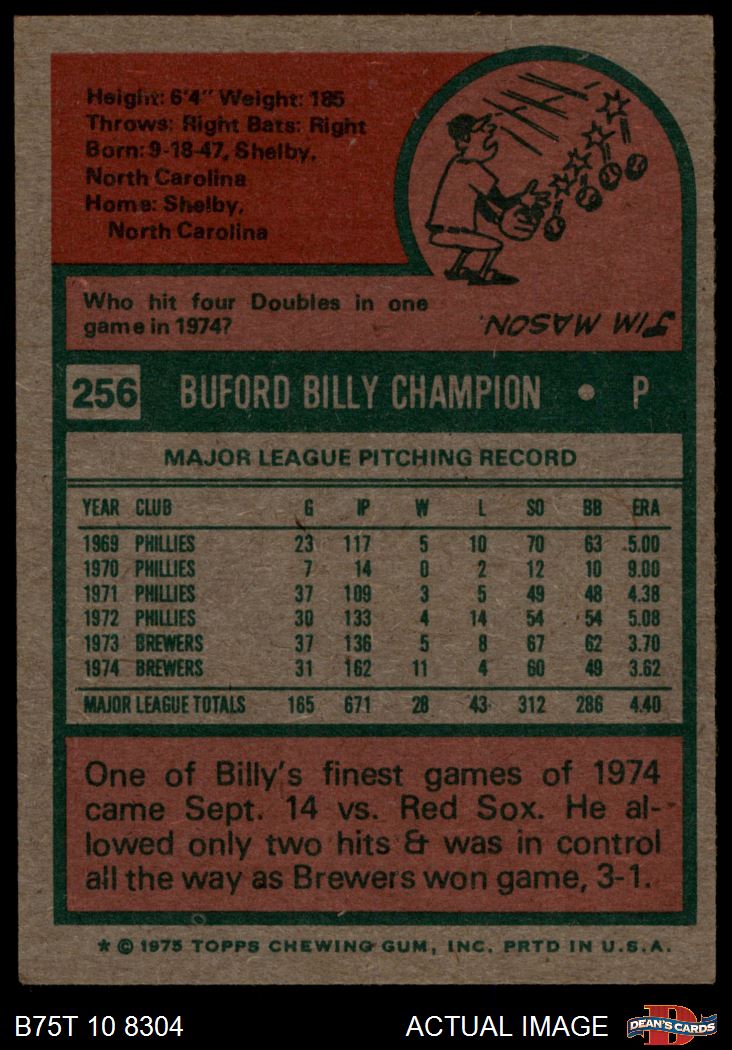 Height: 6'4" Weight: 185
Throws: Right Bats: Right
Born: 9-18-47, Shelby,
North Carolina
Home: Shelby,
North Carolina
Who hit four Doubles in one
game in 1974?
JIM MASON.
256 BUFORD BILLY CHAMPION • P
MAJOR LEAGUE PITCHING RECORD
YEAR CLUB G IP W L SO BB ERA
1969 PHILLIES 23 117 5 10 70 63 5.00
1970 PHILLIES 7 14 0 2 12 10 9.00
1971 PHILLIES 37 109 3 5 49 48 4.38
1972 PHILLIES 30 133 4 14 54 54 5.08
1973 BREWERS 37 136 5 8 67 62 3.70
1974 BREWERS 31 162 11 4 60 49 3.62
MAJOR LEAGUE TOTALS 165 671 28 43 312 286 4.40
One of Billy's finest games of 1974
came Sept. 14 vs. Red Sox. He al-
lowed only two hits & was in control
all the way as Brewers won game, 3-1.
* © 1975 TOPPS CHEWING GUM, INC. PRTD IN U.S.A.
B75T 10 8304 ACTUAL IMAGE D DEAN'S CARDS